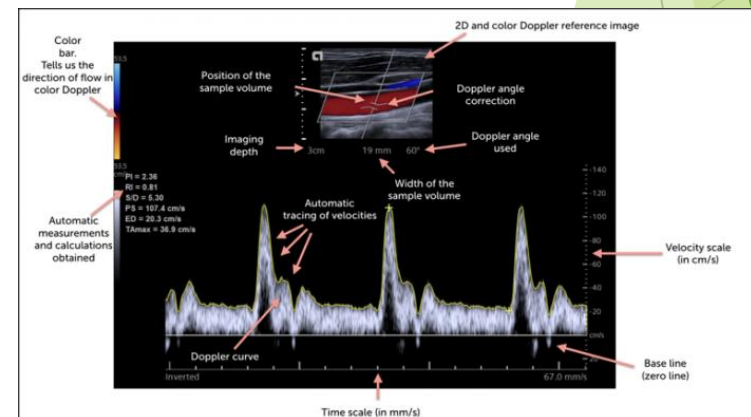 2D and color Doppler reference image
Color
bar.
Tells us the
direction of flow in
color Doppler
53.5
Position of the
sample volume
Doppler angle
correction
Imaging
depth
3cm
19 mm
60°
Doppler angle
used
Width of the
sample volume
53.5
cm/s
PI = 2.36
RI = 0.81
S/D = 5.30
PS = 107.4 cm/s
ED = 20.3 cm/s
TAmax = 36.9 cm/s
Automatic
measurements
and calculations
obtained
Automatic
tracing of velocities
-140
-120
-100
-80
-60
-40
-20
cm/s
20
Velocity scale
(in cm/s)
Doppler curve
Base line
(zero line)
Inverted
67.0 mm/s
Time scale (in mm/s)